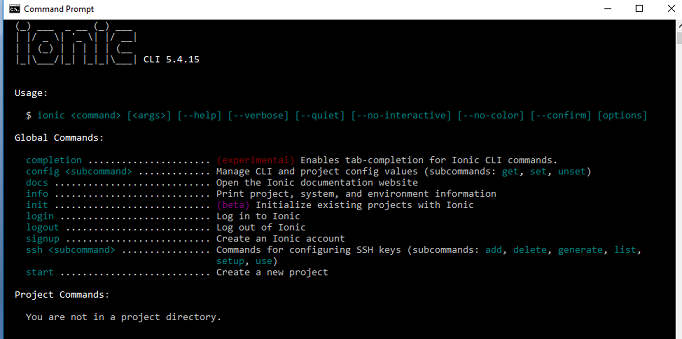 Command Prompt
ionic CLI 5.4.15
Usage:
$ ionic <command> [<args>] [--help] [--verbose] [--quiet] [--no-interactive] [--no-color] [--confirm] [options]
Global Commands:
completion ...................... (experimental) Enables tab-completion for Ionic CLI commands.
config <subcommand> ............. Manage CLI and project config values (subcommands: get, set, unset)
docs ............................ Open the Ionic documentation website
info ............................ Print project, system, and environment information
init ............................ (beta) Initialize existing projects with Ionic
login ........................... Log in to Ionic
logout .......................... Log out of Ionic
signup .......................... Create an Ionic account
ssh <subcommand> ................ Commands for configuring SSH keys (subcommands: add, delete, generate, list,
setup, use)
start ........................... Create a new project
Project Commands:
You are not in a project directory.